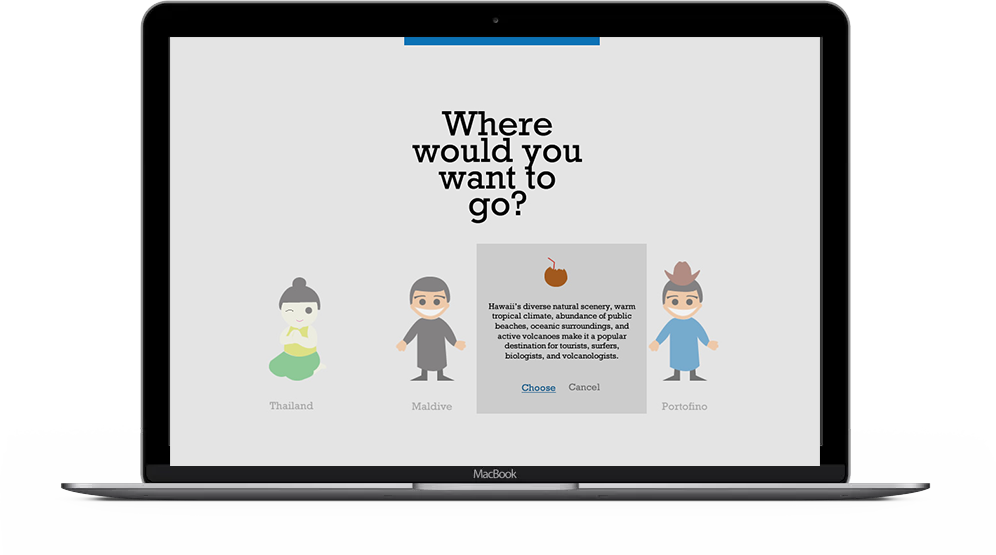 Where
would you
want to
go?
Hawaii's diverse natural scenery, warm
tropical climate, abundance of public
beaches, oceanic surroundings, and
active volcanoes make it a popular
destination for tourists, surfers,
biologists, and volcanologists.
Choose Cancel
Thailand
Maldive
Portofino
MacBook